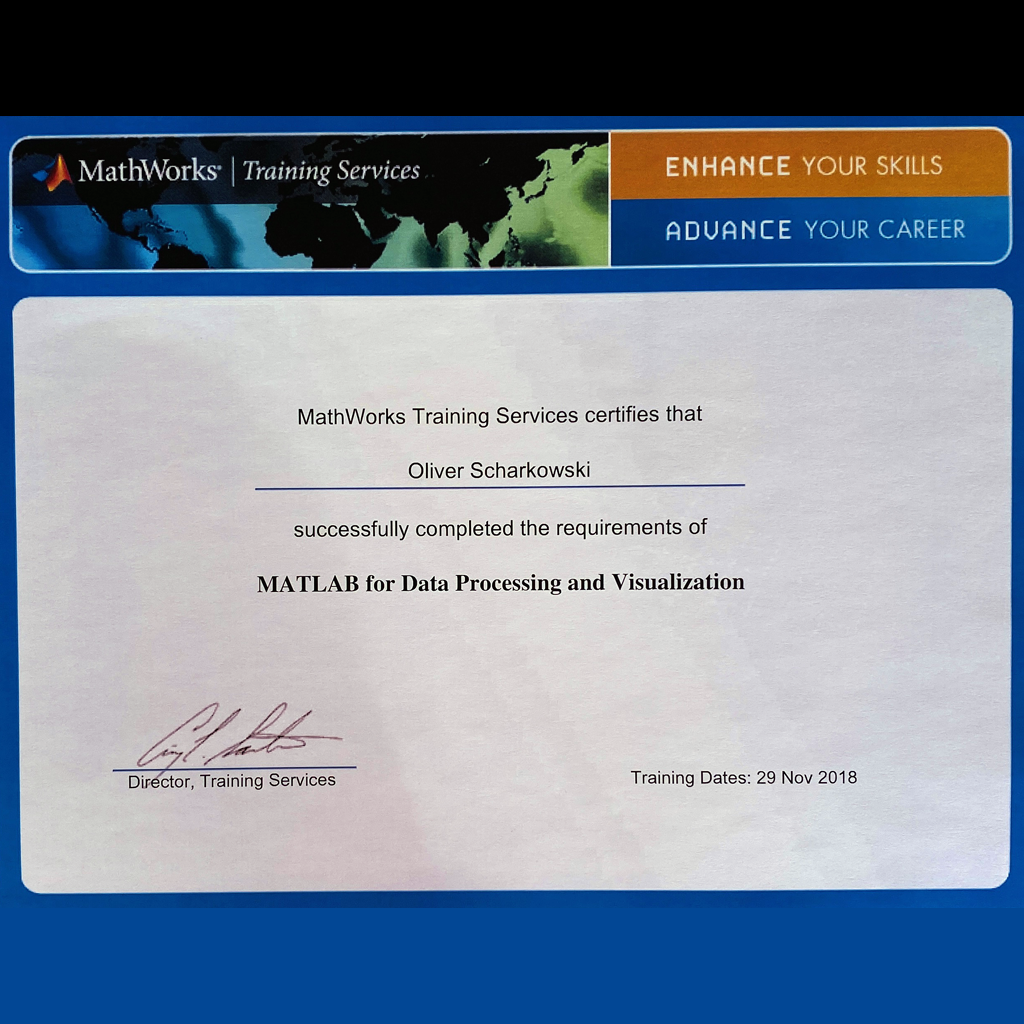 MathWorks® | Training Services
ENHANCE YOUR SKILLS
ADVANCE YOUR CAREER
MathWorks Training Services certifies that
Oliver Scharkowski
successfully completed the requirements of
MATLAB for Data Processing and Visualization
Director, Training Services
Training Dates: 29 Nov 2018